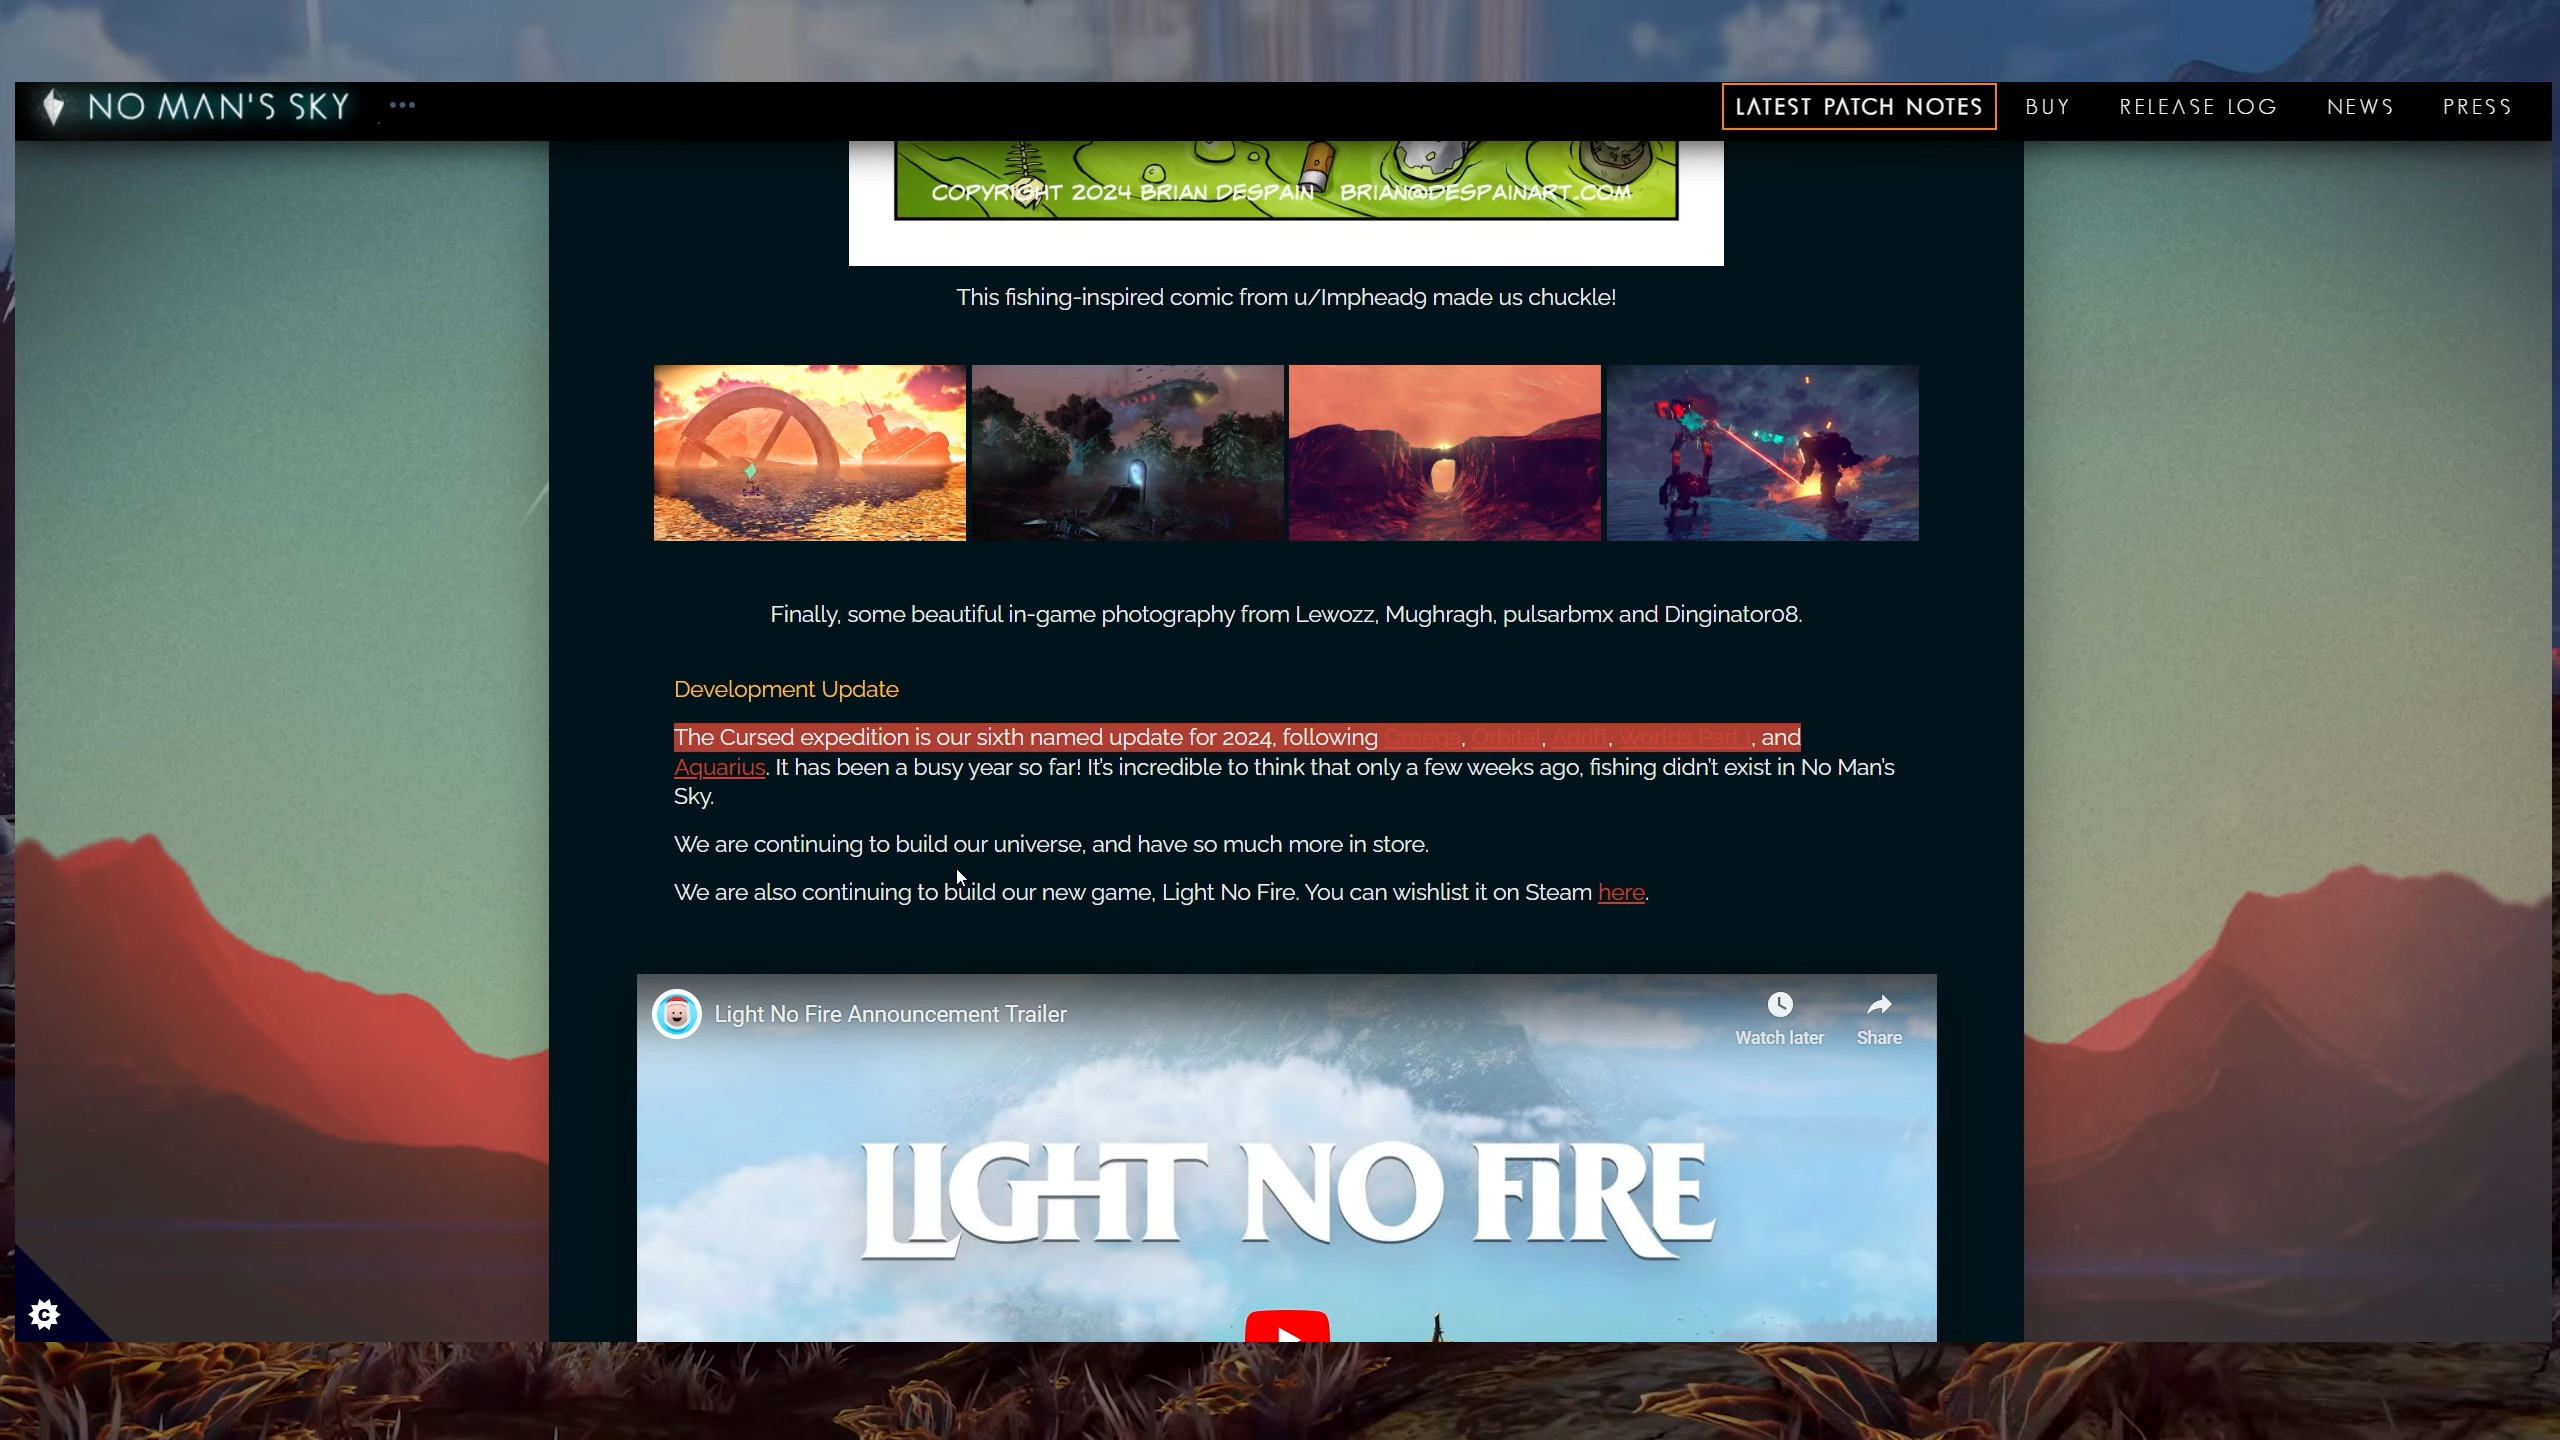 NO MAN'S SKY
LATEST PATCH NOTES
BUY
RELEASE LOG
NEWS
PRESS
COPYRIGHT 2024 BRIAN DESPAIN BRIAN@DESPAINART.COM
This fishing-inspired comic from u/Imphead9 made us chuckle!
Finally, some beautiful in-game photography from Lewozz, Mughragh, pulsarbmx and Dinginator08.
Development Update
The Cursed expedition is our sixth named update for 2024, following Omega, Orbital, Adrift, Worlds Part I, and
Aquarius. It has been a busy year so far! It's incredible to think that only a few weeks ago, fishing didn't exist in No Man's
Sky.
We are continuing to build our universe, and have so much more in store.
We are also continuing to build our new game, Light No Fire. You can wishlist it on Steam here.
Light No Fire Announcement Trailer
Watch later
Share
LIGHT NO FIRE